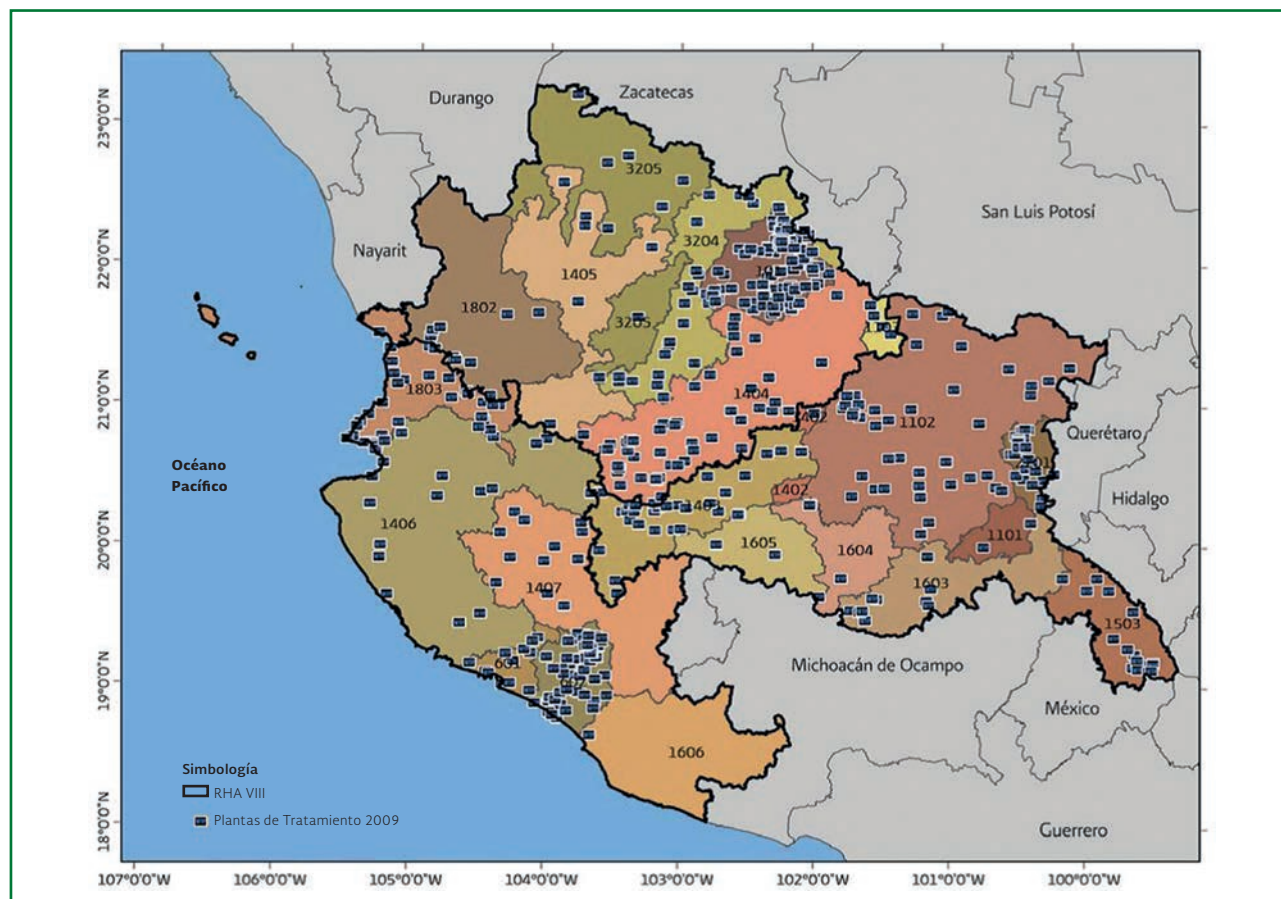 Durango
Zacatecas
San Luis Potosí
Nayarit
Querétaro
Hidalgo
Océano
Pacífico
Michoacán de Ocampo
México
Guerrero
3205
3204
1405
1802
3205
1803
1404
1102
1402
1406
1605
1604
1101
1407
1603
1503
601
1606
Simbología
RHA VIII
Plantas de Tratamiento 2009
23°0'0"N
22°0'0"N
21°0'0"N
20°0'0"N
19°0'0"N
18°0'0"N
107°0'0"W
106°0'0"W
105°0'0"W
104°0'0"W
103°0'0"W
102°0'0"W
101°0'0"W
100°0'0"W